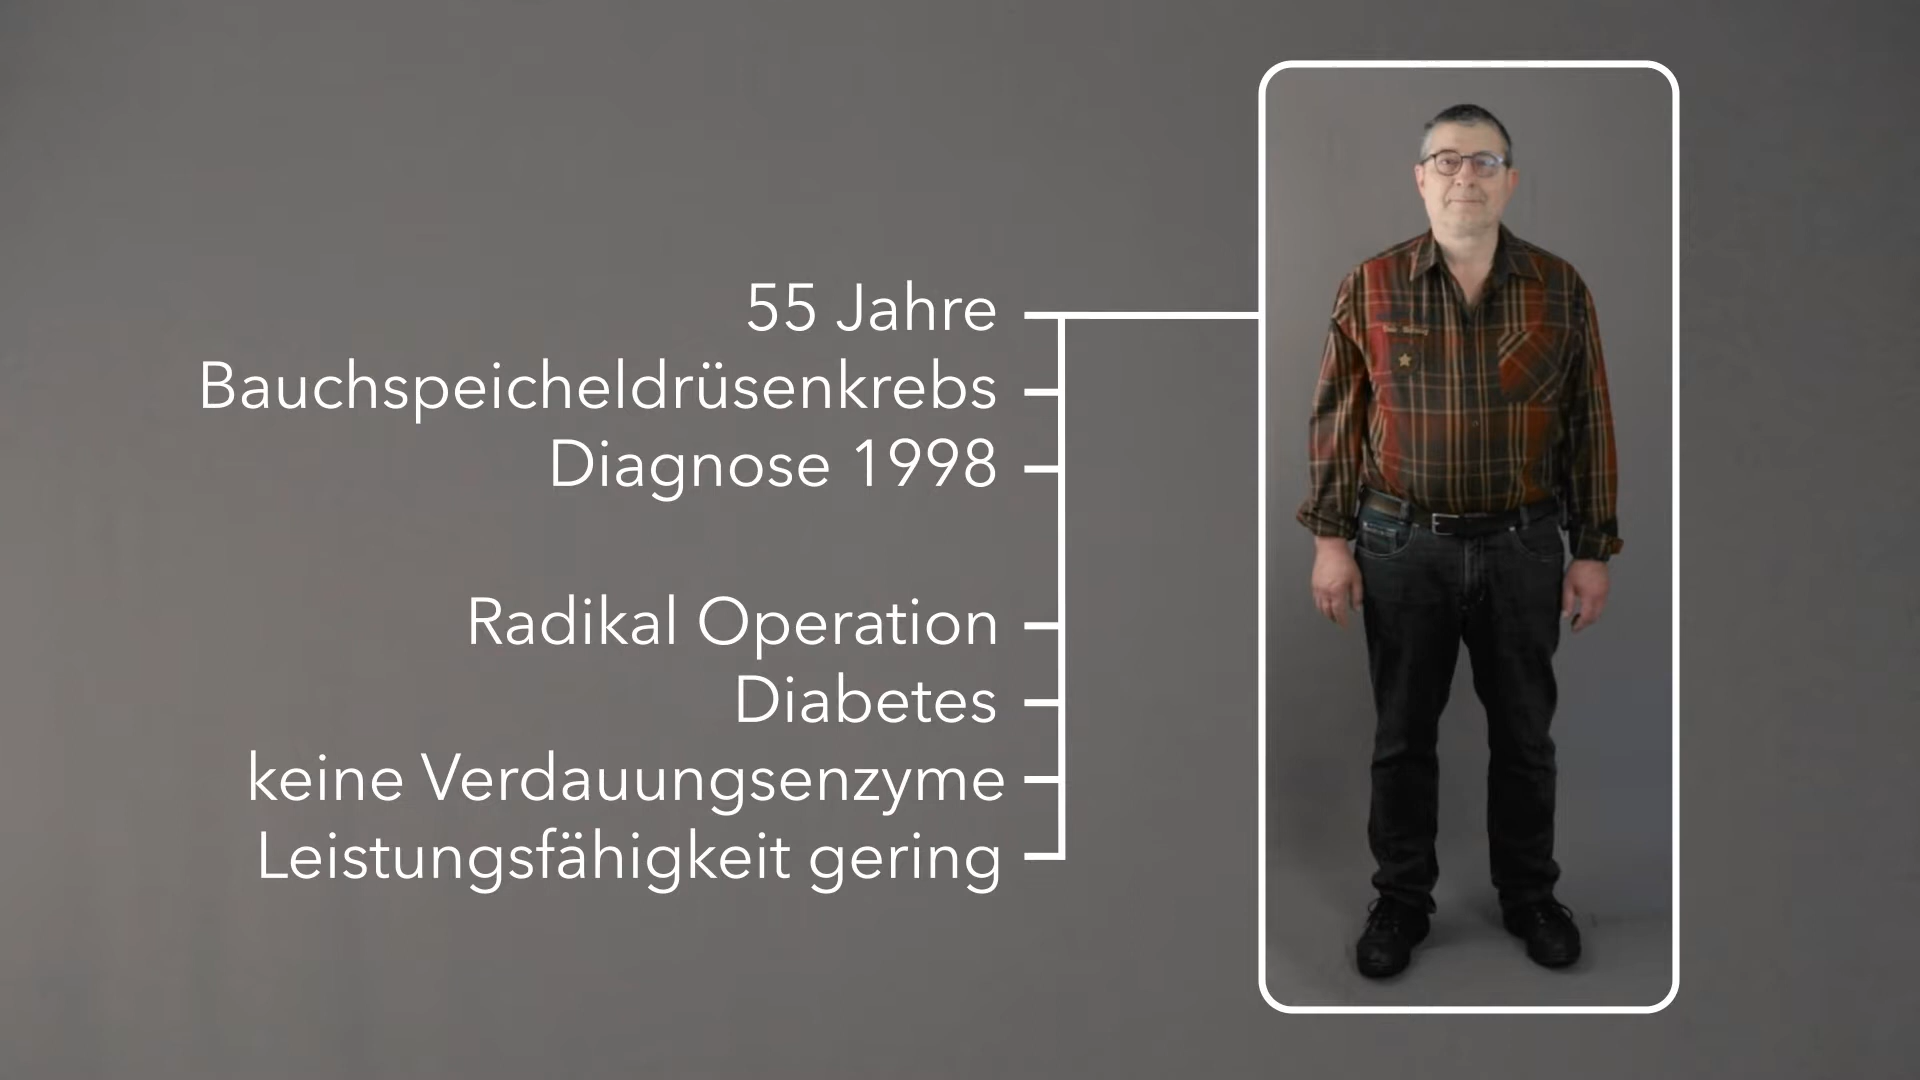 55 Jahre
Bauchspeicheldrüsenkrebs
Diagnose 1998
Radikal Operation
Diabetes
keine Verdauungsenzyme
Leistungsfähigkeit gering